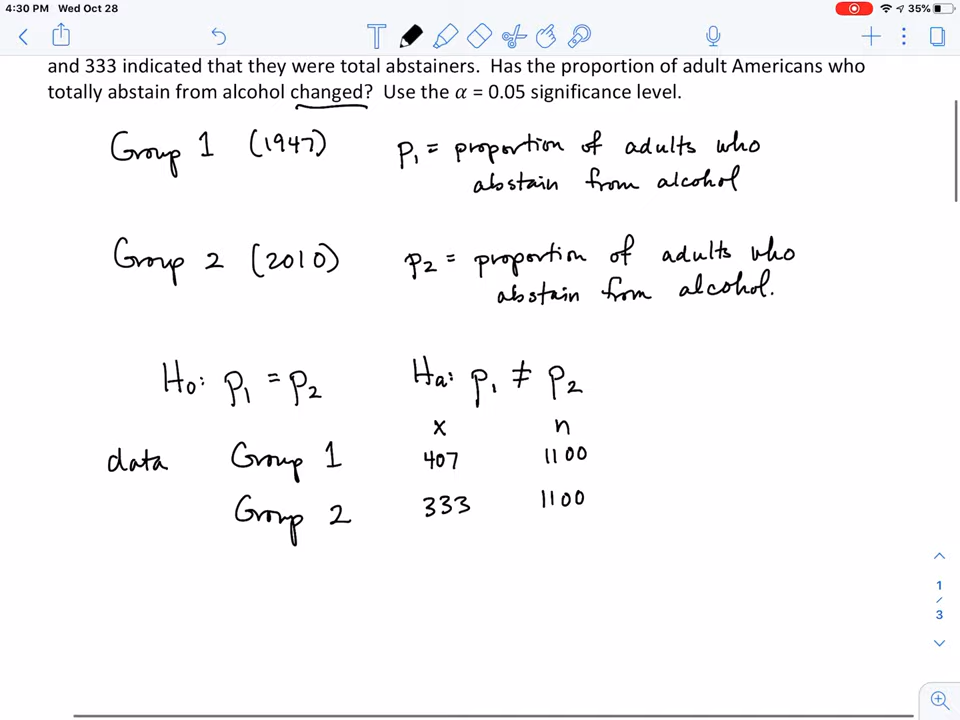 4:30 PM Wed Oct 28 35%
T
and 333 indicated that they were total abstainers. Has the proportion of adult Americans who
totally abstain from alcohol changed? Use the α = 0.05 significance level.
Group 1 (1947) p₁ = proportion of adults who
abstain from alcohol
Group 2 (2010) p₂ = proportion of adults who
abstain from alcohol.
H₀: p₁ = p₂ Hₐ: p₁ ≠ p₂
x n
data Group 1 407 1100
Group 2 333 1100
1
/
3